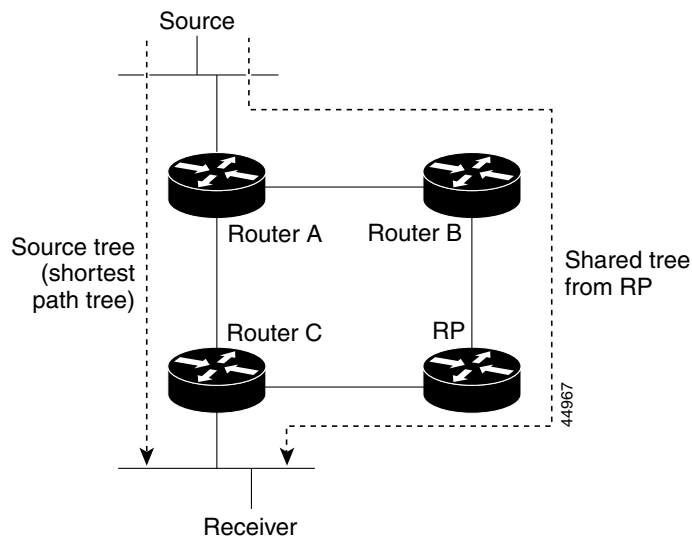 Source
Router A
Router B
Source tree
(shortest
path tree)
Shared tree
from RP
Router C
RP
44967
Receiver